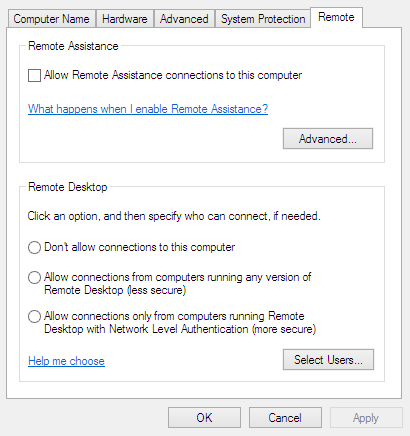 Computer Name Hardware Advanced System Protection Remote
Remote Assistance
Allow Remote Assistance connections to this computer
What happens when I enable Remote Assistance?
Advanced...
Remote Desktop
Click an option, and then specify who can connect, if needed.
Don't allow connections to this computer
Allow connections from computers running any version of
Remote Desktop (less secure)
Allow connections only from computers running Remote
Desktop with Network Level Authentication (more secure)
Help me choose Select Users...
OK Cancel Apply